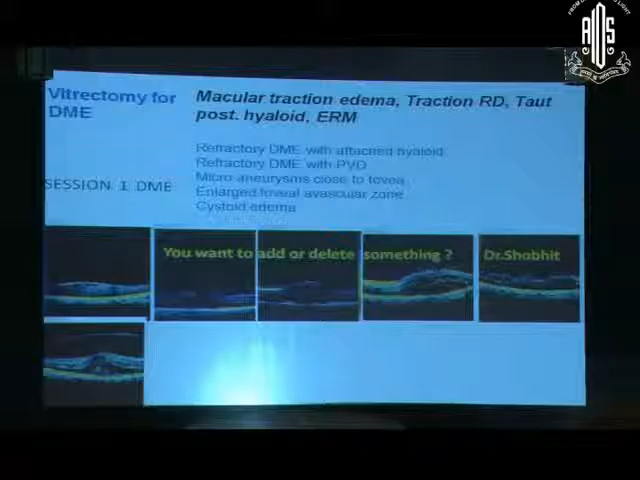 Vitrectomy for
DME
Macular traction edema, Traction RD, Taut
post. hyaloid, ERM
Refractory DME with attached hyaloid
Refractory DME with PVD
Micro aneurysms close to fovea
Enlarged foveal avascular zone
Cystoid edema
SESSION 1 DME
You want to add or delete something ? Dr.Shobhit
AIOS